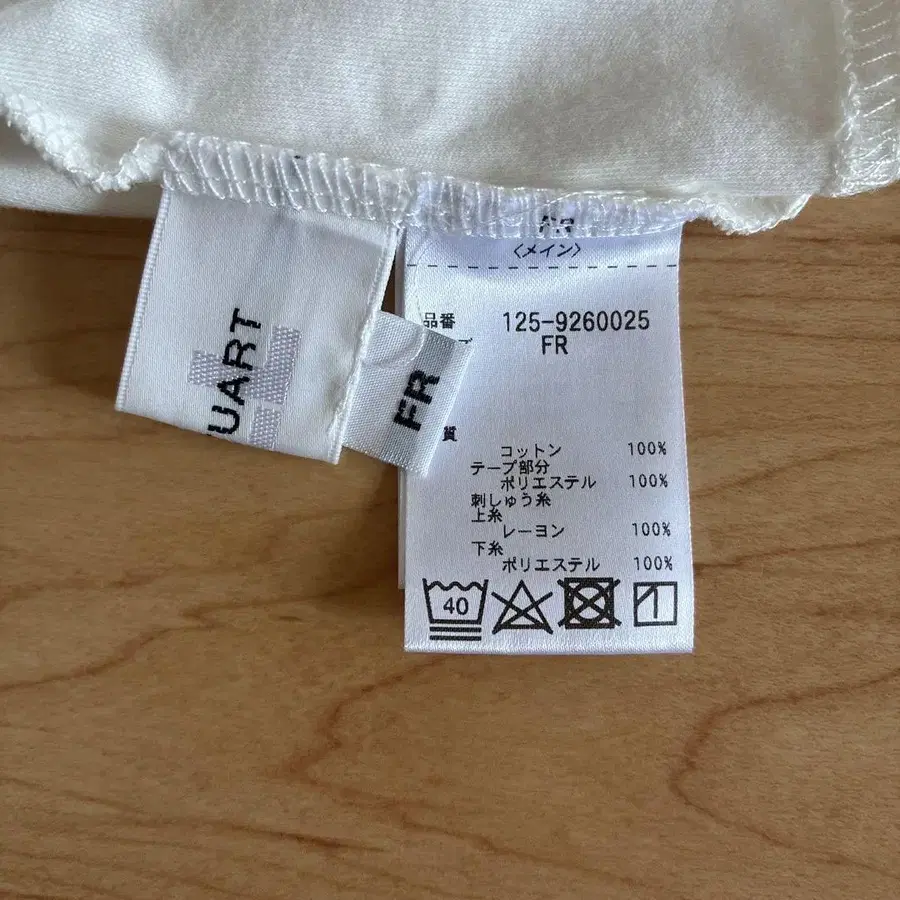 FR
〈メイン〉
品番 125-9260025
FR
質
コットン 100%
テープ部分
ポリエステル 100%
刺しゅう糸
上糸
レーヨン 100%
下糸
ポリエステル 100%
40
UART
FR